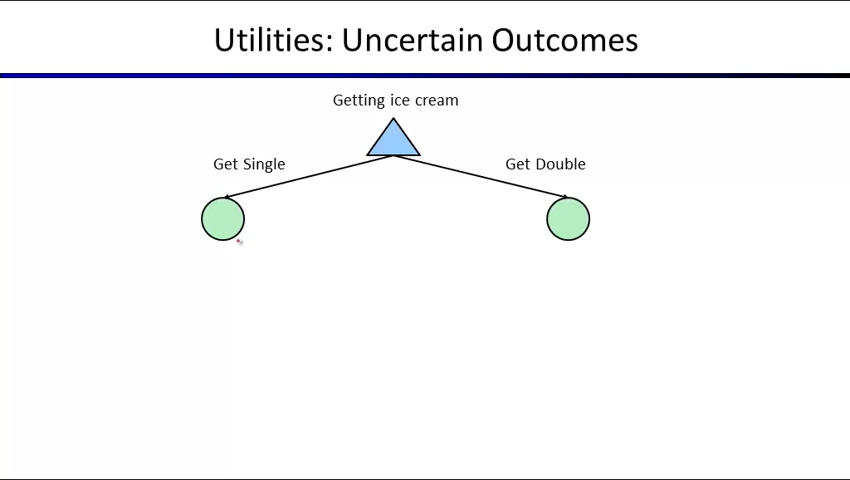 Utilities: Uncertain Outcomes
Getting ice cream
Get Single
Get Double